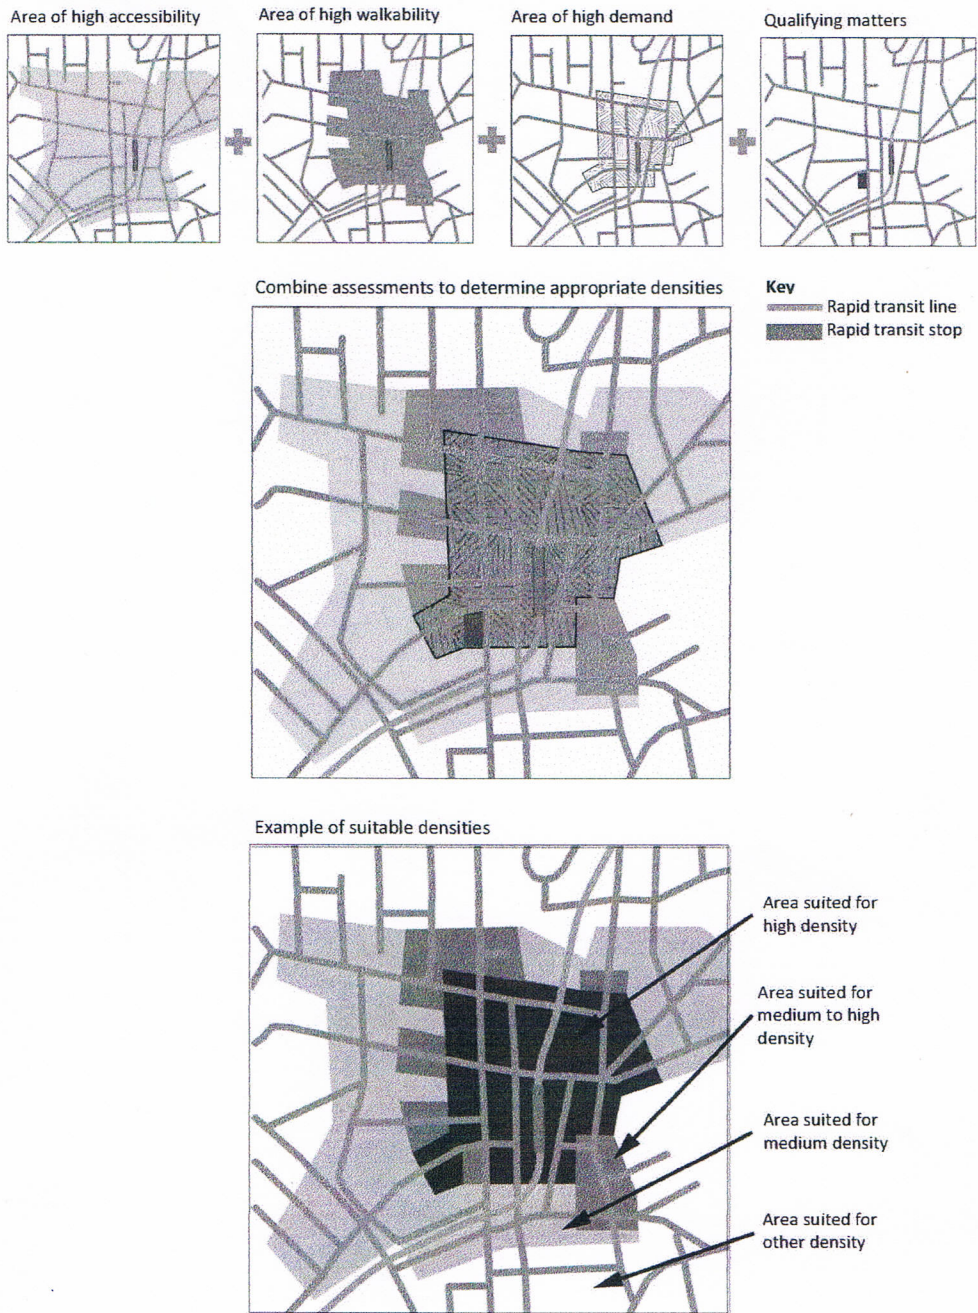 Area of high accessibility
Area of high walkability
Area of high demand
Qualifying matters
Combine assessments to determine appropriate densities
Key
Rapid transit line
Rapid transit stop
Example of suitable densities
Area suited for
high density
Area suited for
medium to high
density
Area suited for
medium density
Area suited for
other density